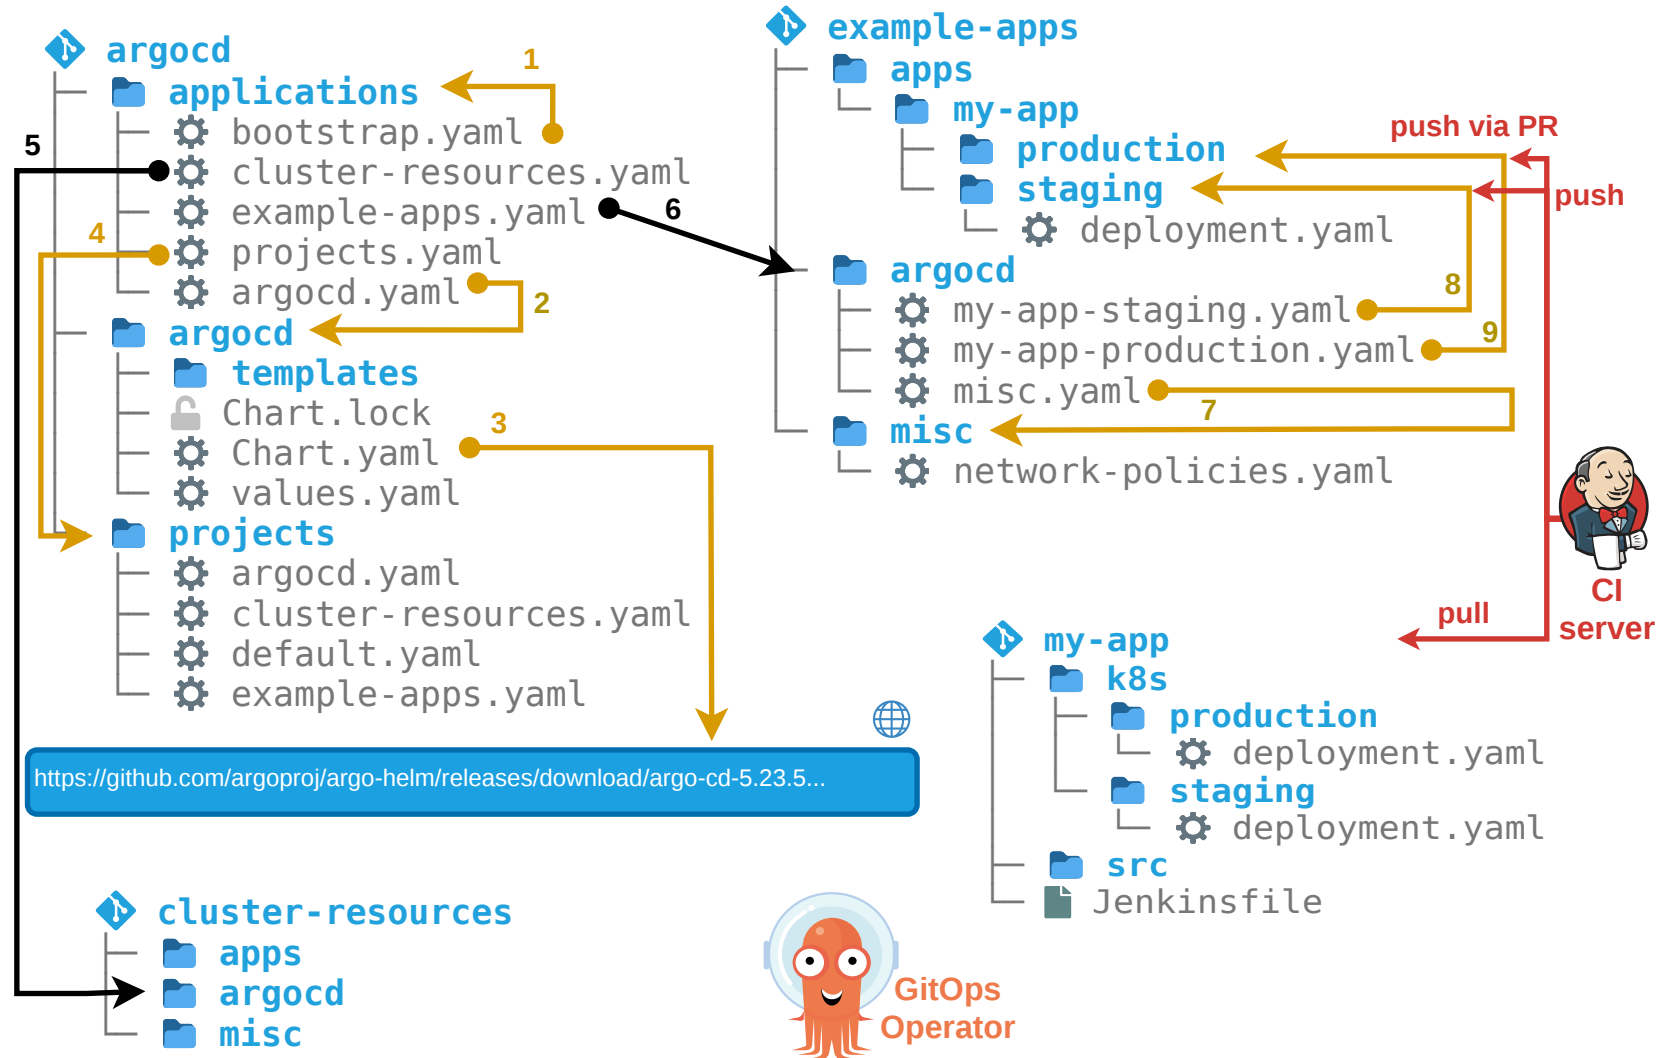 argocd
applications
1
bootstrap.yaml
5
cluster-resources.yaml
example-apps.yaml
6
4
projects.yaml
argocd.yaml
2
argocd
templates
Chart.lock
3
Chart.yaml
values.yaml
projects
argocd.yaml
cluster-resources.yaml
default.yaml
example-apps.yaml
https://github.com/argoproj/argo-helm/releases/download/argo-cd-5.23.5...
cluster-resources
apps
argocd
misc
example-apps
apps
my-app
push via PR
production
staging
push
deployment.yaml
argocd
8
my-app-staging.yaml
9
my-app-production.yaml
misc.yaml
7
misc
network-policies.yaml
CI
server
pull
my-app
k8s
production
deployment.yaml
staging
deployment.yaml
src
Jenkinsfile
GitOps
Operator